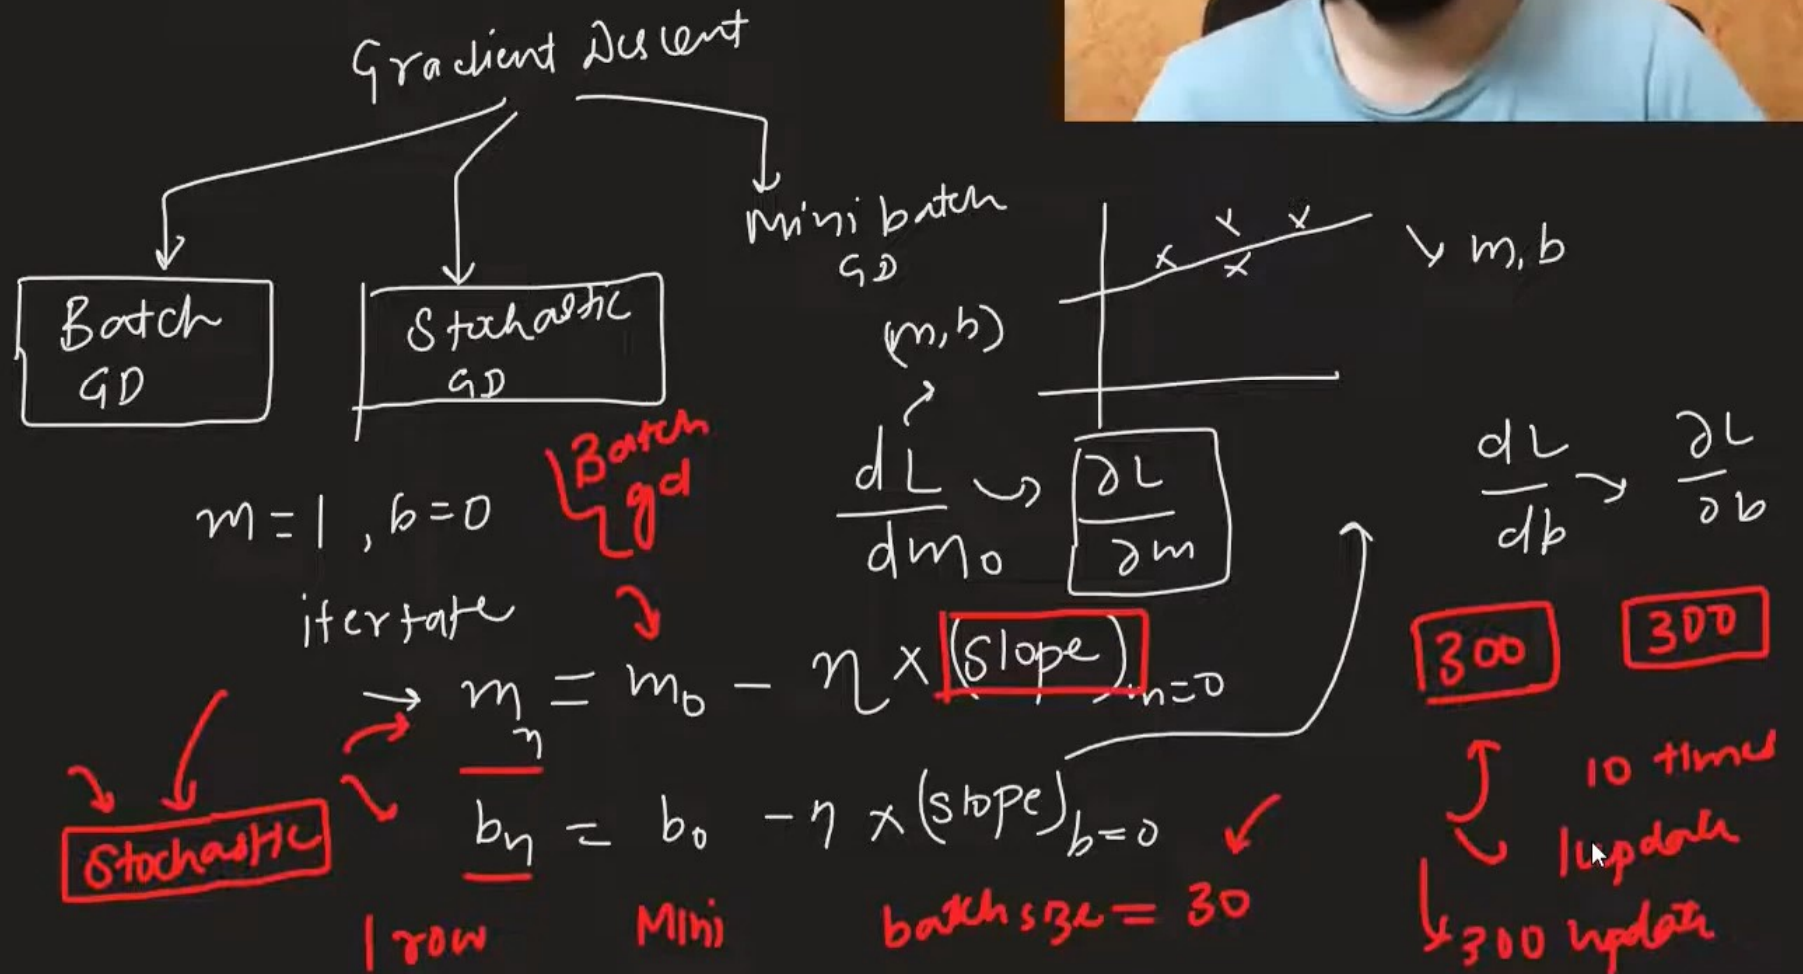 Gradient Descent
Mini batch
GD
Batch
GD
Stochastic
GD
m, b
(m, b)
Batch
gd
m = 1, b = 0
dL/dm₀ → ∂L/∂m
dL/db → ∂L/∂b
itertate
→ mₙ = m₀ - η × (slope)m=0
300 300
bₙ = b₀ - η × (slope)b=0
10 times
1 update
Stochastic
1 row
Mini
batch size = 30
300 update